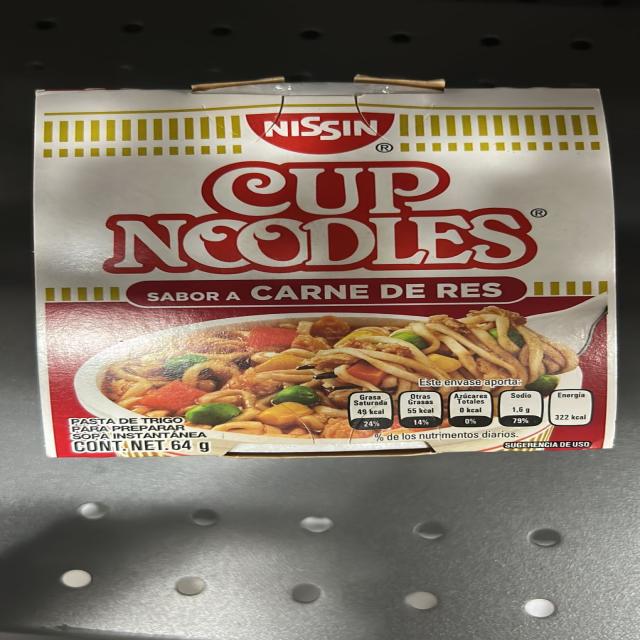 NISSIN
®
CUP
NOODLES®
SABOR A CARNE DE RES
Este envase aporta:
Grasa Saturada 49 kcal 24%
Otras Grasas 55 kcal 14%
Azúcares Totales 0 kcal 0%
Sodio 1,6 g 79%
Energía 322 kcal
% de los nutrimentos diarios.
PASTA DE TRIGO
PARA PREPARAR
SOPA INSTANTÁNEA
CONT. NET. 64 g
SUGERENCIA DE USO